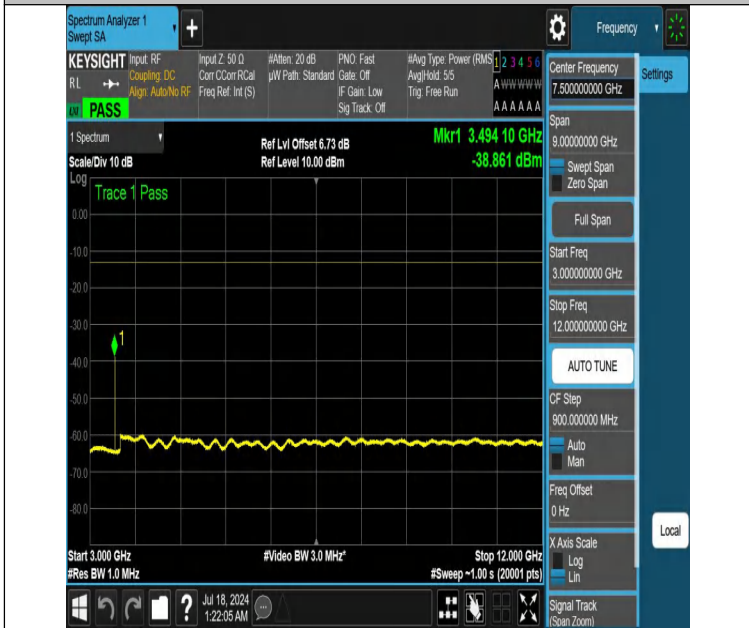 Spectrum Analyzer 1
Swept SA
Frequency
KEYSIGHT
RL
PASS
Input: RF
Coupling: DC
Align: Auto/No RF
Input Z: 50 Ω
Corr CCorr RCal
Freq Ref: Int (S)
#Atten: 20 dB
µW Path: Standard
PNO: Fast
Gate: Off
IF Gain: Low
Sig Track: Off
#Avg Type: Power (RMS
Avg|Hold: 5/5
Trig: Free Run
1 2 3 4 5 6
A W W W W W
A A A A A A
1 Spectrum
Scale/Div 10 dB
Ref Lvl Offset 6.73 dB
Ref Level 10.00 dBm
Mkr1 3.494 10 GHz
-38.861 dBm
Log
Trace 1 Pass
0.00
-10.0
-20.0
-30.0
1
-40.0
-50.0
-60.0
-70.0
-80.0
Start 3.000 GHz
#Video BW 3.0 MHz*
Stop 12.000 GHz
#Res BW 1.0 MHz
#Sweep ~1.00 s (20001 pts)
Jul 18, 2024
1:22:05 AM
Center Frequency
7.500000000 GHz
Settings
Span
9.00000000 GHz
Swept Span
Zero Span
Full Span
Start Freq
3.000000000 GHz
Stop Freq
12.000000000 GHz
AUTO TUNE
CF Step
900.000000 MHz
Auto
Man
Freq Offset
0 Hz
X Axis Scale
Log
Lin
Local
Signal Track
(Span Zoom)